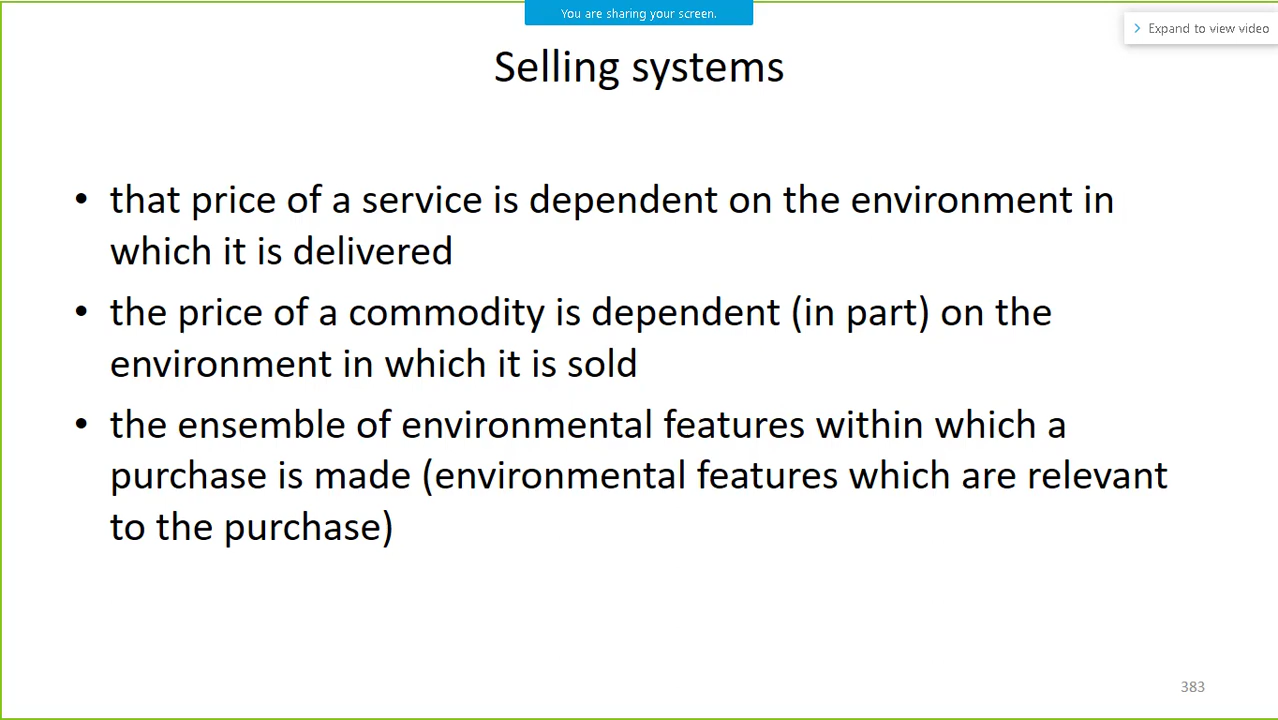 You are sharing your screen.
Expand to view video
Selling systems
• that price of a service is dependent on the environment in
which it is delivered
• the price of a commodity is dependent (in part) on the
environment in which it is sold
• the ensemble of environmental features within which a
purchase is made (environmental features which are relevant
to the purchase)
383